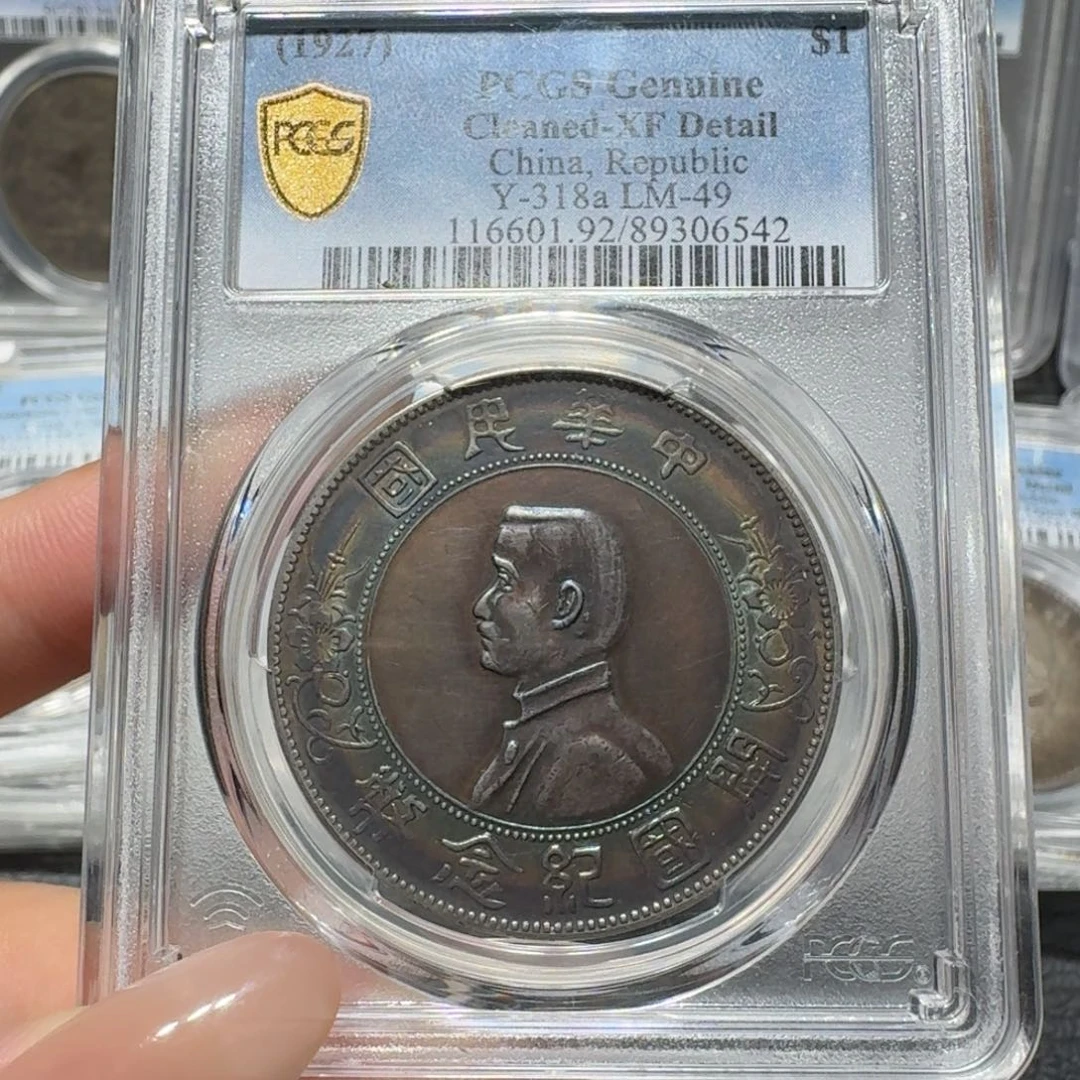 (1927) $1
PCGS Genuine
Cleaned-XF Detail
China, Republic
Y-318a LM-49
116601.92/89306542
PCGS
中華民國
開國紀念幣
PCGS